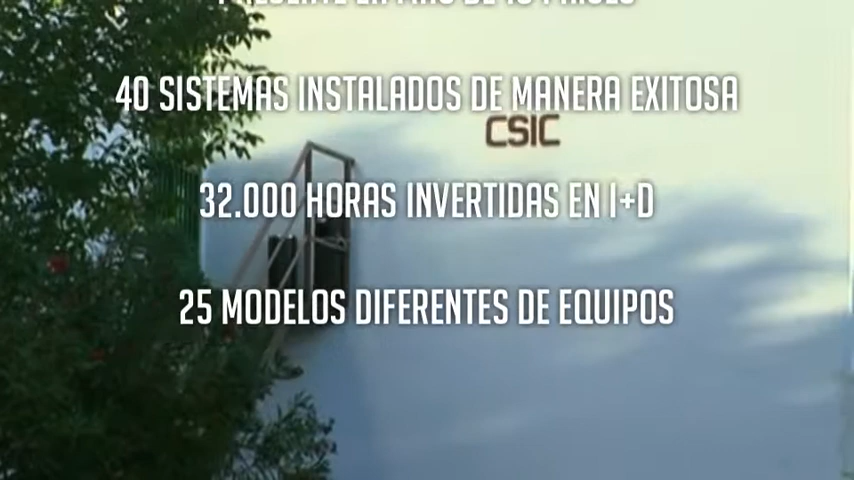 40 SISTEMAS INSTALADOS DE MANERA EXITOSA
CSIC
32.000 HORAS INVERTIDAS EN I+D
25 MODELOS DIFERENTES DE EQUIPOS